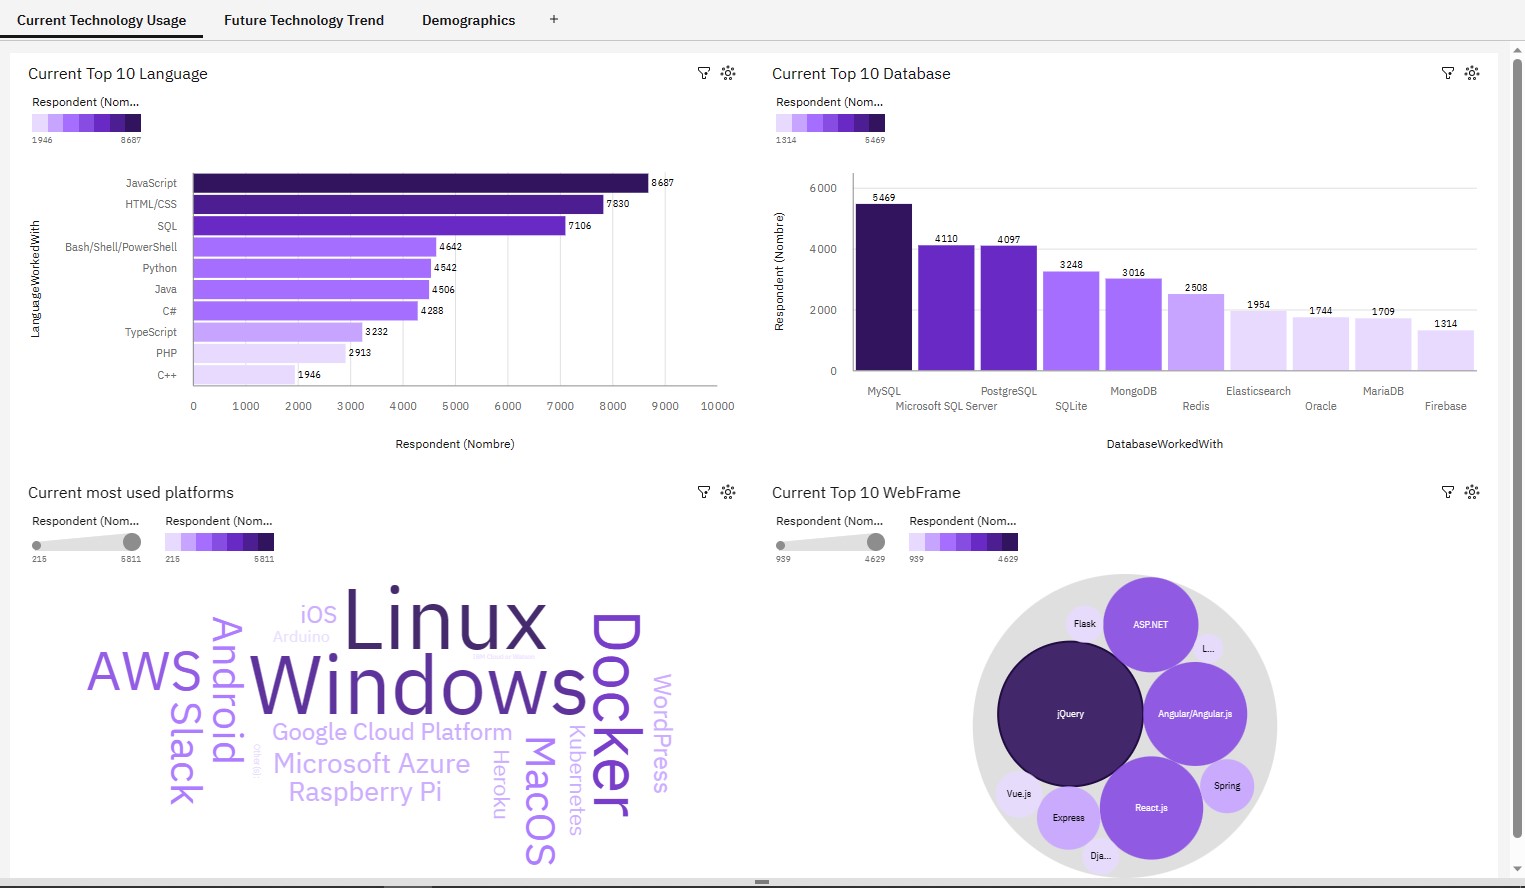 Current Technology Usage
Future Technology Trend
Demographics
+
Current Top 10 Language
Respondent (Nom...
1946 8687
LanguageWorkedWith
JavaScript 8687
HTML/CSS 7830
SQL 7106
Bash/Shell/PowerShell 4642
Python 4542
Java 4506
C# 4288
TypeScript 3232
PHP 2913
C++ 1946
0 1000 2000 3000 4000 5000 6000 7000 8000 9000 10000
Respondent (Nombre)
Current Top 10 Database
Respondent (Nom...
1314 5469
Respondent (Nombre)
6000
4000
2000
0
5469
4110
4097
3248
3016
2508
1954
1744
1709
1314
MySQL
Microsoft SQL Server
PostgreSQL
SQLite
MongoDB
Redis
Elasticsearch
Oracle
MariaDB
Firebase
DatabaseWorkedWith
Current most used platforms
Respondent (Nom...
215 5811
Respondent (Nom...
215 5811
iOS
Linux
Arduino
AWS
Android
Windows
Docker
WordPress
Slack
Google Cloud Platform
Microsoft Azure
Raspberry Pi
Heroku
MacOS
Kubernetes
Current Top 10 WebFrame
Respondent (Nom...
939 4629
Respondent (Nom...
939 4629
Flask
ASP.NET
L...
jQuery
Angular/Angular.js
Vue.js
Express
React.js
Spring
Dja...